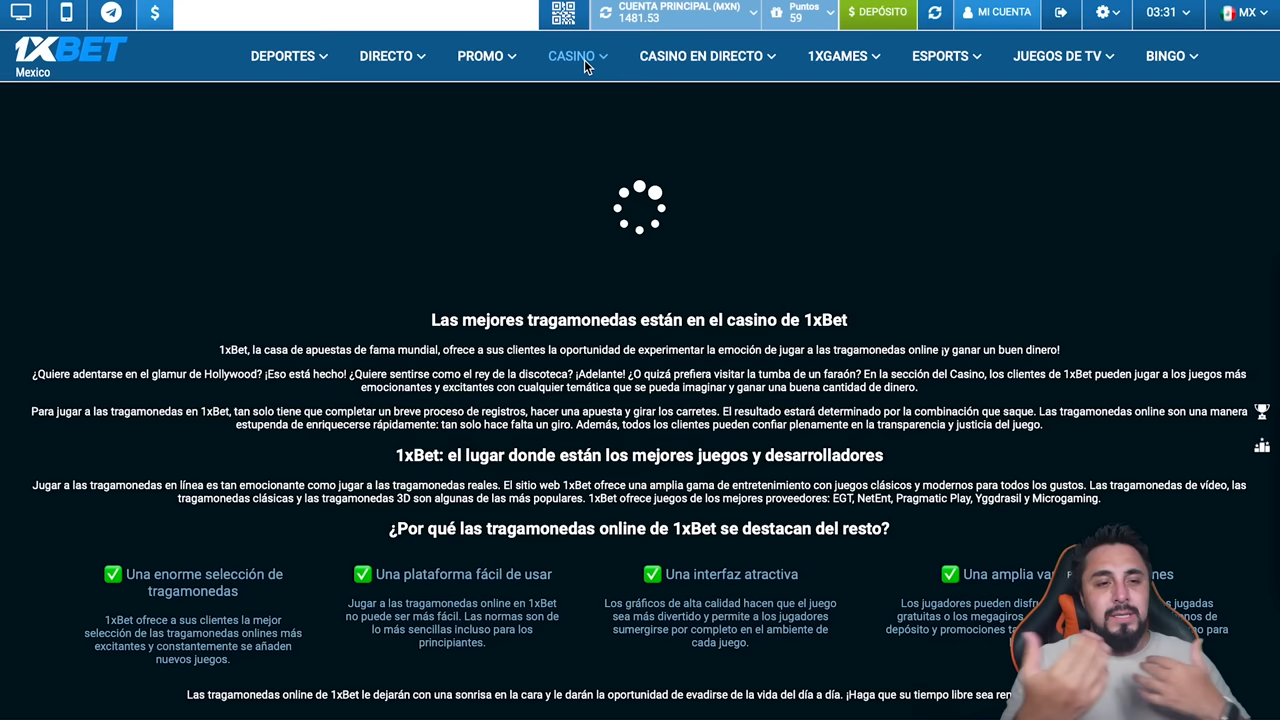 CUENTA PRINCIPAL (MXN)
1481.53
Puntos
59
$ DEPÓSITO
MI CUENTA
03:31
MX
1XBET
Mexico
DEPORTES
DIRECTO
PROMO
CASINO
CASINO EN DIRECTO
1XGAMES
ESPORTS
JUEGOS DE TV
BINGO
Las mejores tragamonedas están en el casino de 1xBet
1xBet, la casa de apuestas de fama mundial, ofrece a sus clientes la oportunidad de experimentar la emoción de jugar a las tragamonedas online ¡y ganar un buen dinero!
¿Quiere adentarse en el glamur de Hollywood? ¡Eso está hecho! ¿Quiere sentirse como el rey de la discoteca? ¡Adelante! ¿O quizá prefiera visitar la tumba de un faraón? En la sección del Casino, los clientes de 1xBet pueden jugar a los juegos más
emocionantes y excitantes con cualquier temática que se pueda imaginar y ganar una buena cantidad de dinero.
Para jugar a las tragamonedas en 1xBet, tan solo tiene que completar un breve proceso de registros, hacer una apuesta y girar los carretes. El resultado estará determinado por la combinación que saque. Las tragamonedas online son una manera
estupenda de enriquecerse rápidamente: tan solo hace falta un giro. Además, todos los clientes pueden confiar plenamente en la transparencia y justicia del juego.
1xBet: el lugar donde están los mejores juegos y desarrolladores
Jugar a las tragamonedas en línea es tan emocionante como jugar a las tragamonedas reales. El sitio web 1xBet ofrece una amplia gama de entretenimiento con juegos clásicos y modernos para todos los gustos. Las tragamonedas de vídeo, las
tragamonedas clásicas y las tragamonedas 3D son algunas de las más populares. 1xBet ofrece juegos de los mejores proveedores: EGT, NetEnt, Pragmatic Play, Yggdrasil y Microgaming.
¿Por qué las tragamonedas online de 1xBet se destacan del resto?
Una enorme selección de
tragamonedas
1xBet ofrece a sus clientes la mejor
selección de las tragamonedas onlines más
excitantes y constantemente se añaden
nuevos juegos.
Una plataforma fácil de usar
Jugar a las tragamonedas online en 1xBet
no puede ser más fácil. Las normas son de
lo más sencillas incluso para los
principiantes.
Una interfaz atractiva
Los gráficos de alta calidad hacen que el juego
sea más divertido y permite a los jugadores
sumergirse por completo en el ambiente de
cada juego.
Una amplia
Los jugadores pueden jugadas
gratuitas o los megagiros
depósito y promociones para
Las tragamonedas online de 1xBet le dejarán con una sonrisa en la cara y le darán la oportunidad de evadirse de la vida del día a día. ¡Haga que su tiempo libre sea